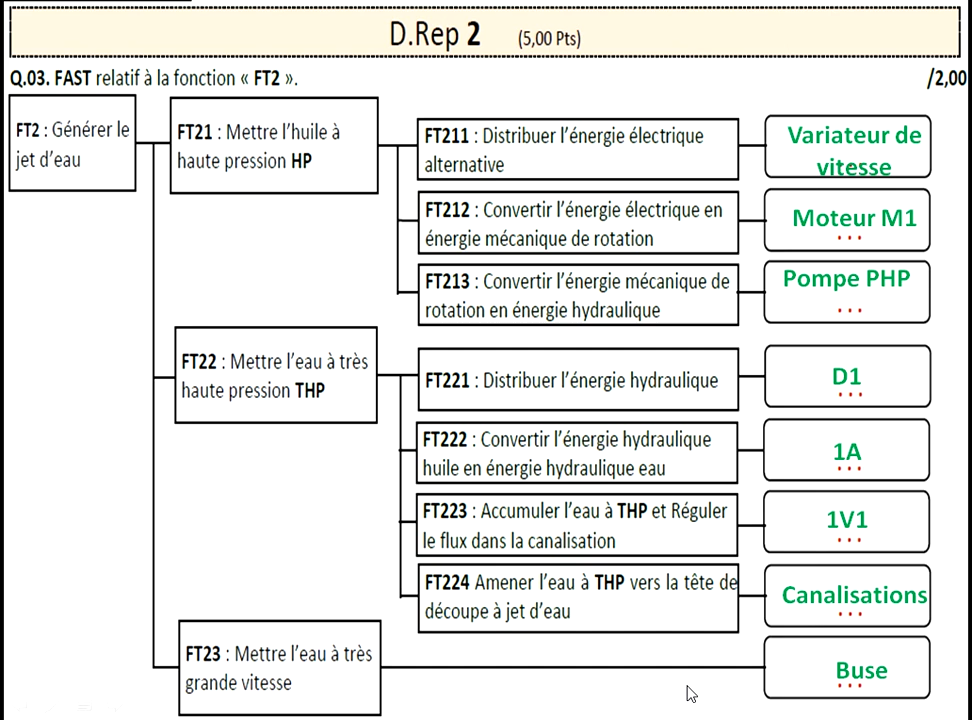 D.Rep 2 (5,00 Pts)
Q.03. FAST relatif à la fonction « FT2 ».
/2,00
FT2 : Générer le
jet d’eau
FT21 : Mettre l’huile à
haute pression HP
FT211 : Distribuer l’énergie électrique
alternative
Variateur de
vitesse
FT212 : Convertir l’énergie électrique en
énergie mécanique de rotation
Moteur M1
...
FT213 : Convertir l’énergie mécanique de
rotation en énergie hydraulique
Pompe PHP
...
FT22 : Mettre l’eau à très
haute pression THP
FT221 : Distribuer l’énergie hydraulique
D1
...
FT222 : Convertir l’énergie hydraulique
huile en énergie hydraulique eau
1A
...
FT223 : Accumuler l’eau à THP et Réguler
le flux dans la canalisation
1V1
...
FT224 Amener l’eau à THP vers la tête de
découpe à jet d’eau
Canalisations
...
FT23 : Mettre l’eau à très
grande vitesse
Buse
...